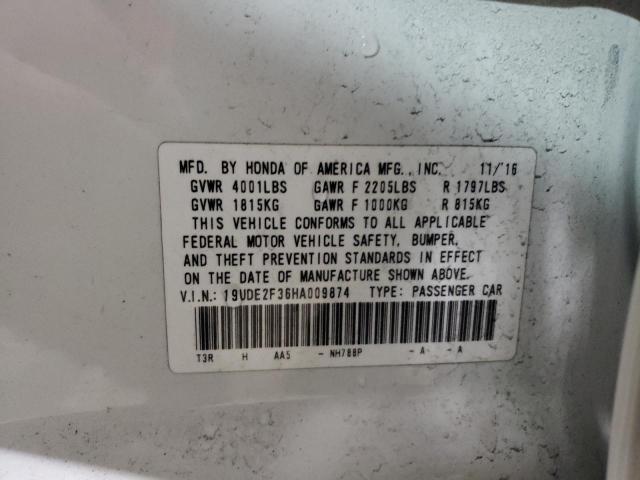 MFD. BY HONDA OF AMERICA MFG., INC. 11/'16
GVWR 4001LBS GAWR F 2205LBS R 1797LBS
GVWR 1815KG GAWR F 1000KG R 815KG
THIS VEHICLE CONFORMS TO ALL APPLICABLE
FEDERAL MOTOR VEHICLE SAFETY, BUMPER,
AND THEFT PREVENTION STANDARDS IN EFFECT
ON THE DATE OF MANUFACTURE SHOWN ABOVE.
V.I.N.: 19UDE2F36HA009874 TYPE: PASSENGER CAR
T3R H AA5 - NH788P - A - A